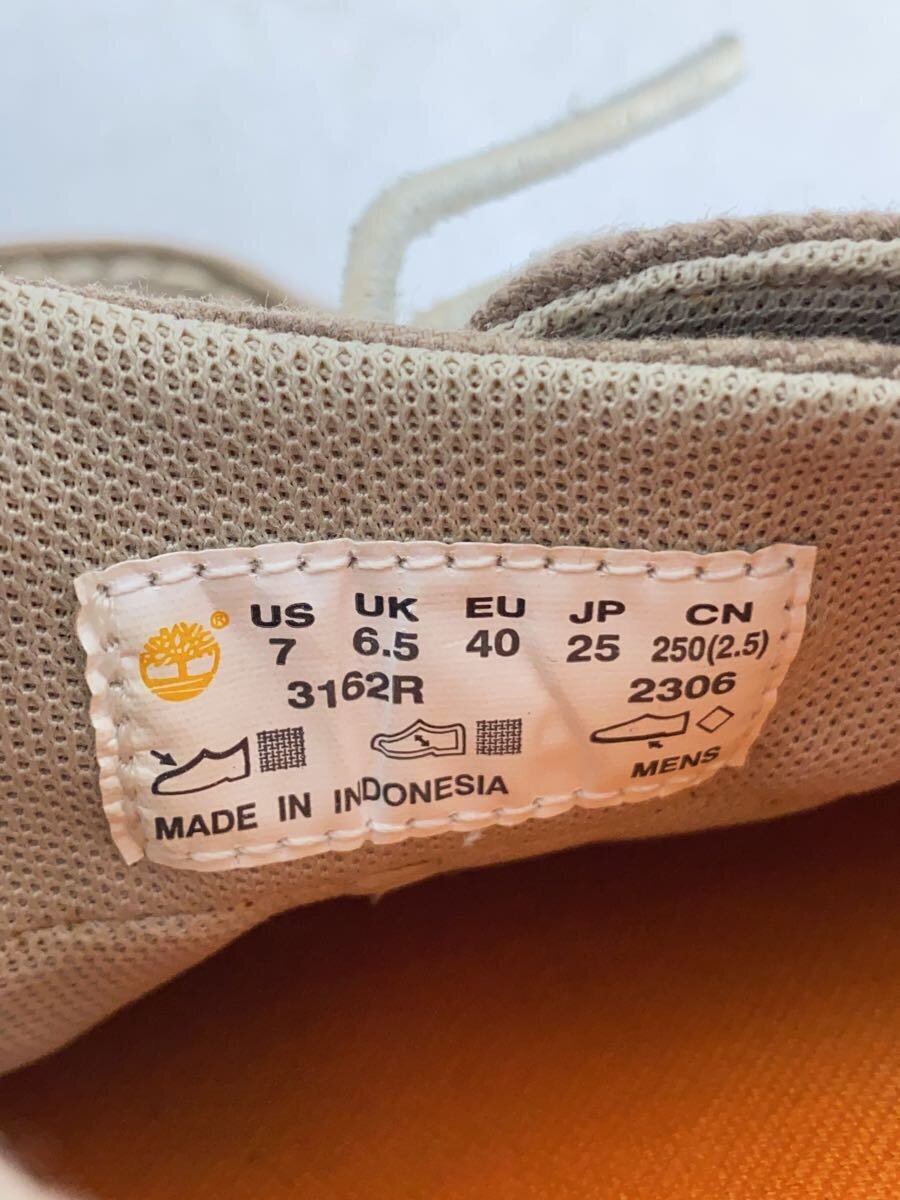 ® US UK EU JP CN
7 6.5 40 25 250(2.5)
3162R 2306
MENS
MADE IN INDONESIA